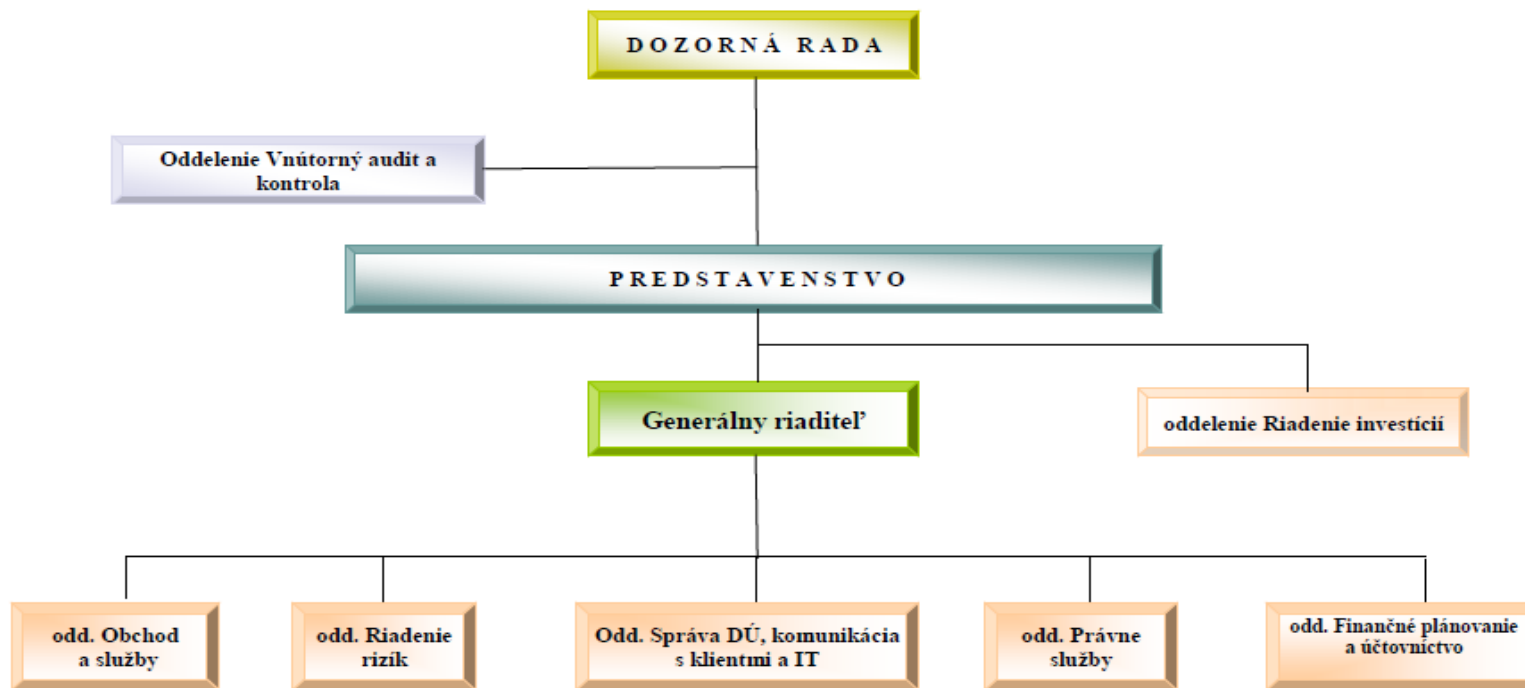 DOZORNÁ RADA
Oddelenie Vnútorný audit a
kontrola
PREDSTAVENSTVO
Generálny riaditeľ
oddelenie Riadenie investícií
odd. Obchod
a služby
odd. Riadenie
rizík
Odd. Správa DÚ, komunikácia
s klientmi a IT
odd. Právne
služby
odd. Finančné plánovanie
a účtovníctvo